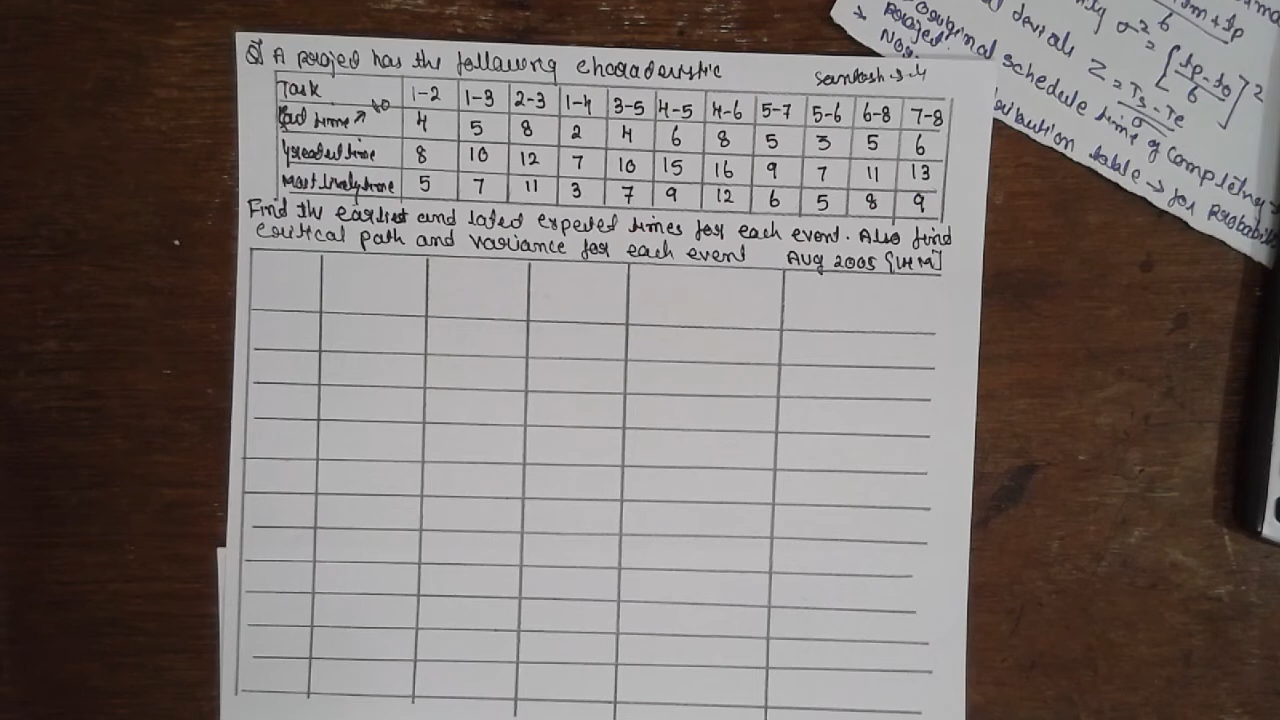 Q) A project has the following characteristic Santosh.S.Y
Task 1-2 1-3 2-3 1-4 3-5 4-5 4-6 5-7 5-6 6-8 7-8
time to 4 5 8 2 4 6 8 5 3 5 6
Greatest time 8 10 12 7 10 15 16 9 7 11 13
most likely time 5 7 11 3 7 9 12 6 5 8 9
Find the earliest and latest expected times for each event. Also find
critical path and variance for each event AUG 2005 [14M]
σ² = [tp - to / 6]²
Z = Ts - Te / σ
schedule time of completing
project.
table → for probabi